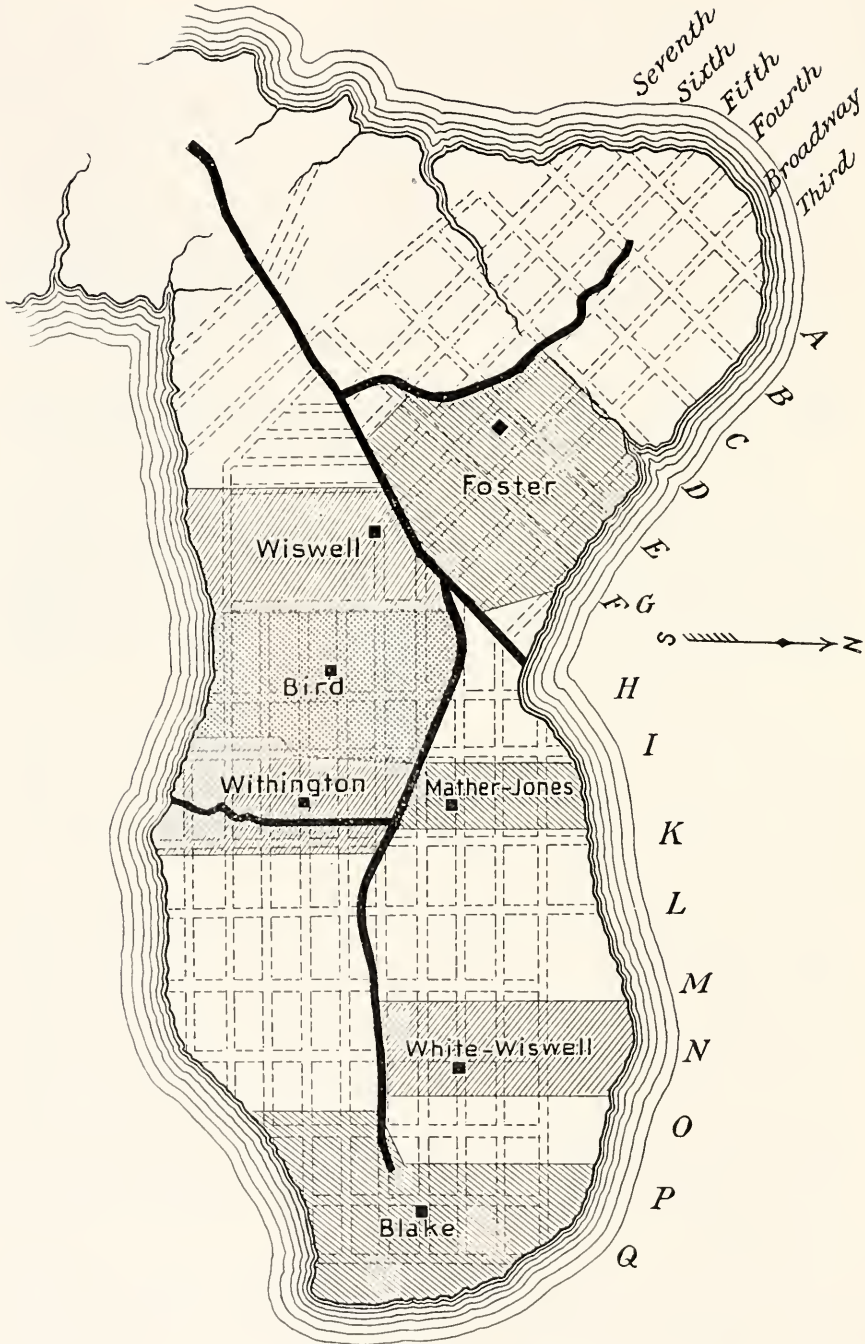 Seventh
Sixth
Fifth
Fourth
Broadway
Third
A
B
C
D
E
F
G
Foster
Wiswell
S N
H
Bird
I
Withington
Mather-Jones
K
L
M
White-Wiswell
N
O
P
Blake
Q